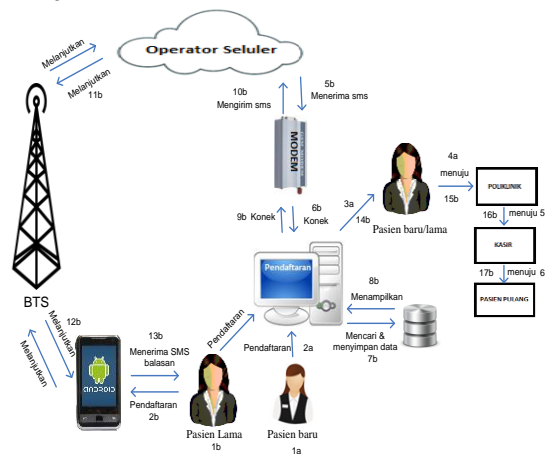 Operator Seluler
Melanjutkan
Melanjutkan
11b
10b
Mengirim sms
5b
Menerima sms
MODEM
9b Konek
6b
Konek
3a
14b
4a
menuju
15b
Pasien baru/lama
POLIKLINIK
16b
menuju 5
KASIR
17b
menuju 6
PASIEN PULANG
Pendaftaran
8b
Menampilkan
Mencari &
menyimpan data
7b
BTS
12b
Melanjutkan
Melanjutkan
ANDROID
13b
Menerima SMS
balasan
Pendaftaran
2b
Pendaftaran
Pendaftaran
2a
Pasien Lama
1b
Pasien baru
1a